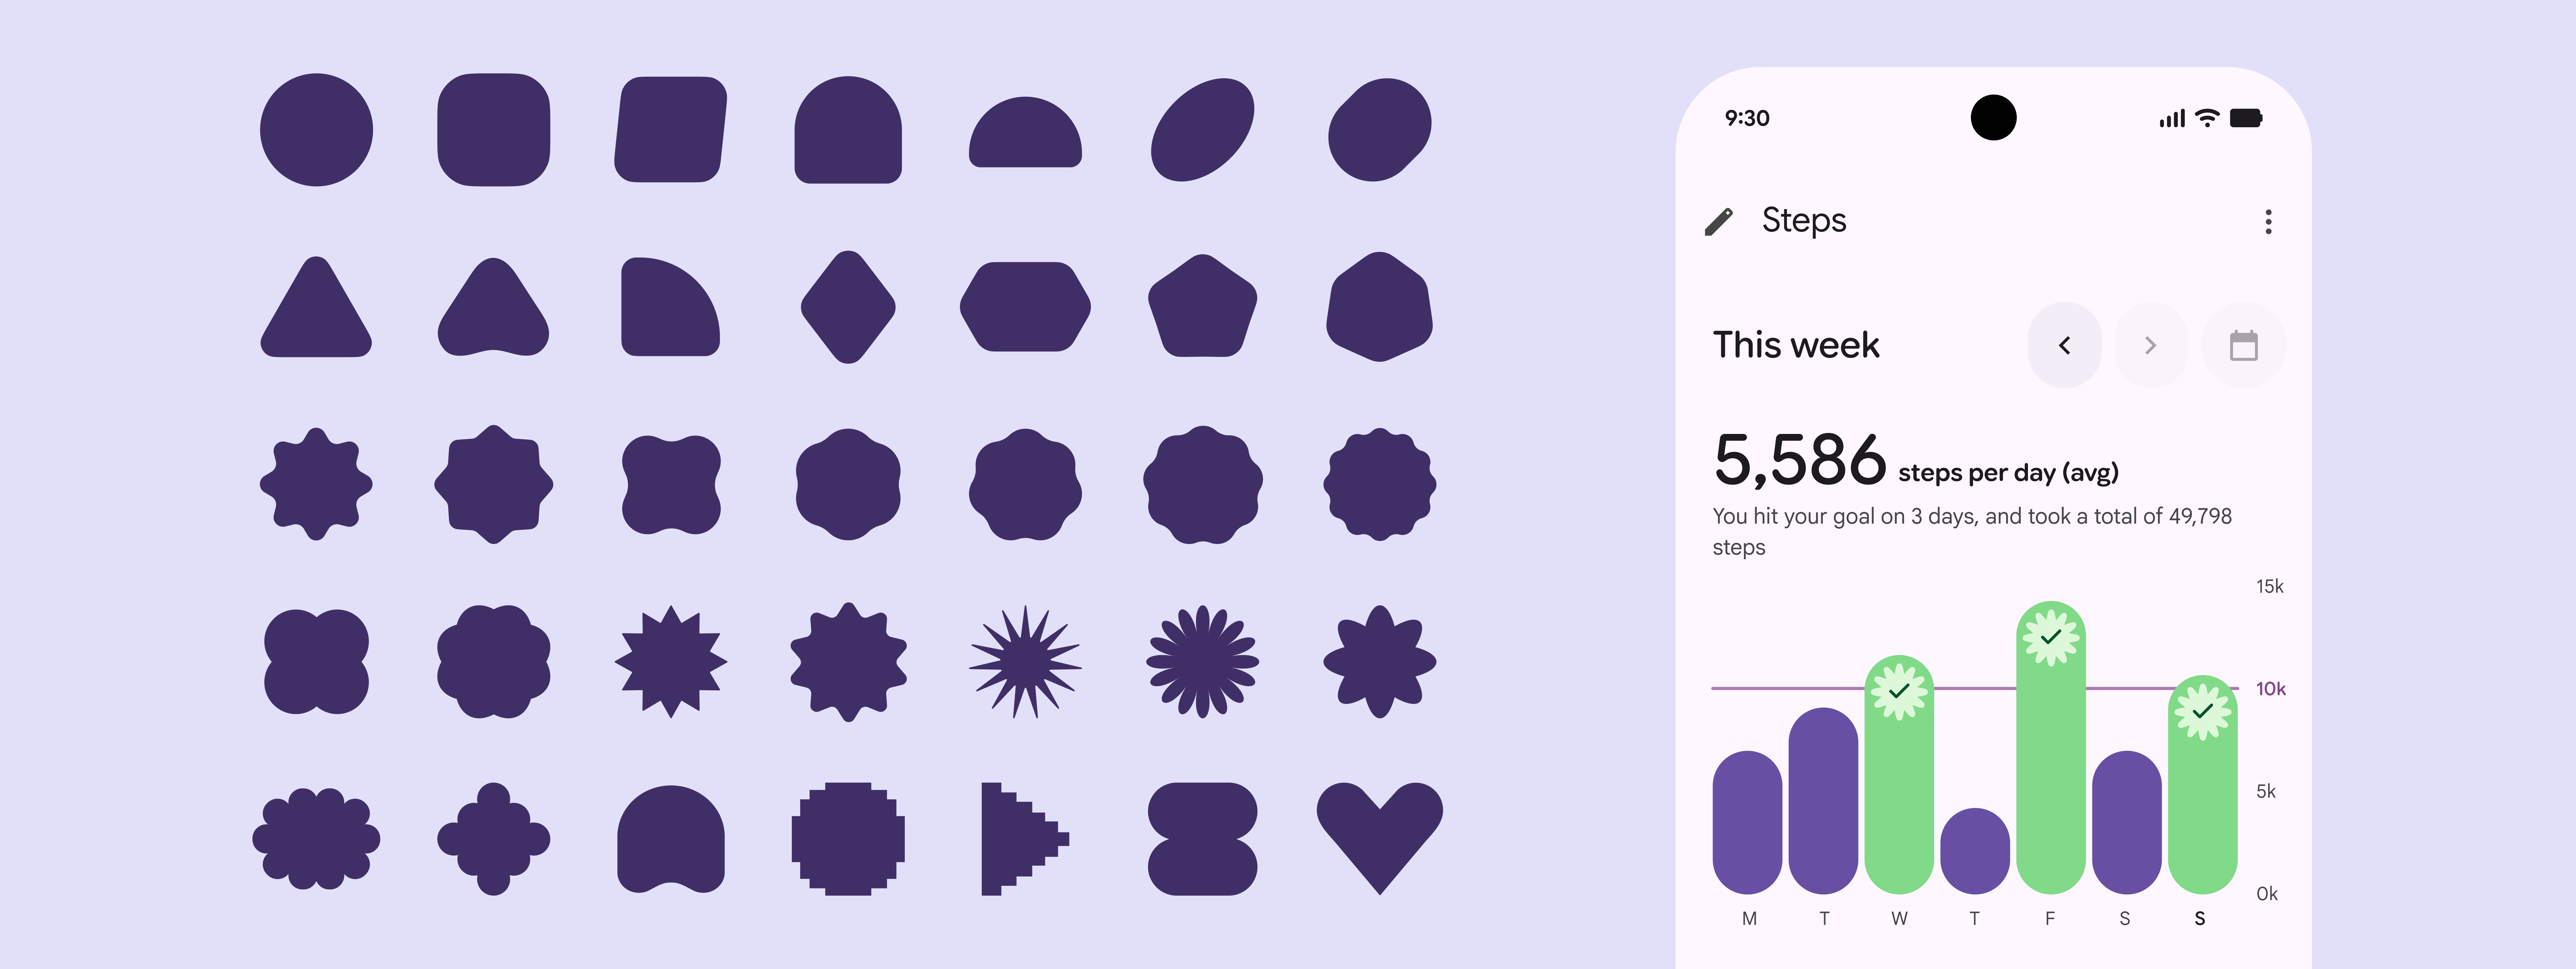 9:30
Steps
This week
5,586 steps per day (avg)
You hit your goal on 3 days, and took a total of 49,798
steps
15k
10k
5k
0k
M T W T F S S